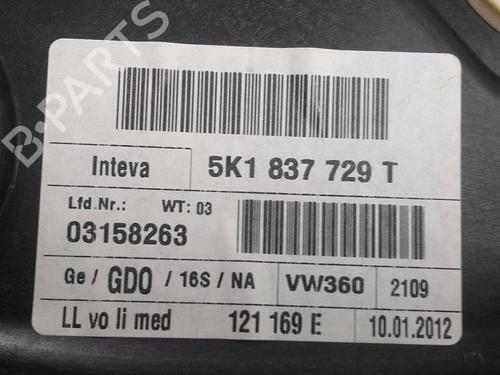 B-PARTS
Inteva 5K1 837 729 T
Lfd.Nr.: WT: 03
03158263
Ge / GDO / 16S / NA VW360 2109
LL vo li med 121 169 E 10.01.2012